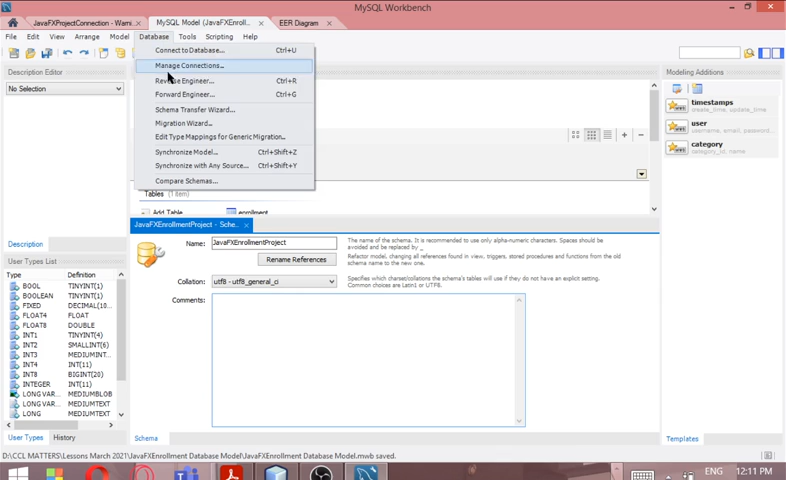 MySQL Workbench
JavaFXProjectConnection - Warni...
MySQL Model (JavaFXEnroll...
EER Diagram
File Edit View Arrange Model Database Tools Scripting Help
Connect to Database... Ctrl+U
Manage Connections...
Reverse Engineer... Ctrl+R
Forward Engineer... Ctrl+G
Schema Transfer Wizard...
Migration Wizard...
Edit Type Mappings for Generic Migration...
Synchronize Model... Ctrl+Shift+Z
Synchronize with Any Source... Ctrl+Shift+Y
Compare Schemas...
Description Editor
No Selection
Description
User Types List
Type Definition
BOOL TINYINT(1)
BOOLEAN TINYINT(1)
FIXED DECIMAL(10...
FLOAT4 FLOAT
FLOAT8 DOUBLE
INT1 TINYINT(4)
INT2 SMALLINT(6)
INT3 MEDIUMINT...
INT4 INT(11)
INT8 BIGINT(20)
INTEGER INT(11)
LONG VAR... MEDIUMBLOB
LONG VAR... MEDIUMTEXT
LONG MEDIUMTEXT
User Types History
Tables (1 item)
Add Table enrollment
JavaFXEnrollmentProject - Sche...
Name: JavaFXEnrollmentProject
The name of the schema. It is recommended to use only alpha-numeric characters. Spaces should be
avoided and be replaced by _
Rename References
Refactor model, changing all references found in view, triggers, stored procedures and functions from the old
schema name to the new one.
Collation: utf8 - utf8_general_ci
Specifies which charset/collations the schema's tables will use if they do not have an explicit setting.
Common choices are Latin1 or UTF8.
Comments:
Schema
Modeling Additions
timestamps
create_time, update_time
user
username, email, password...
category
category_id, name
Templates
D:\CCL MATTERS\Lessons March 2021\JavaFXEnrollment Database Model\JavaFXEnrollment Database Model.mwb saved.
ENG 12:11 PM